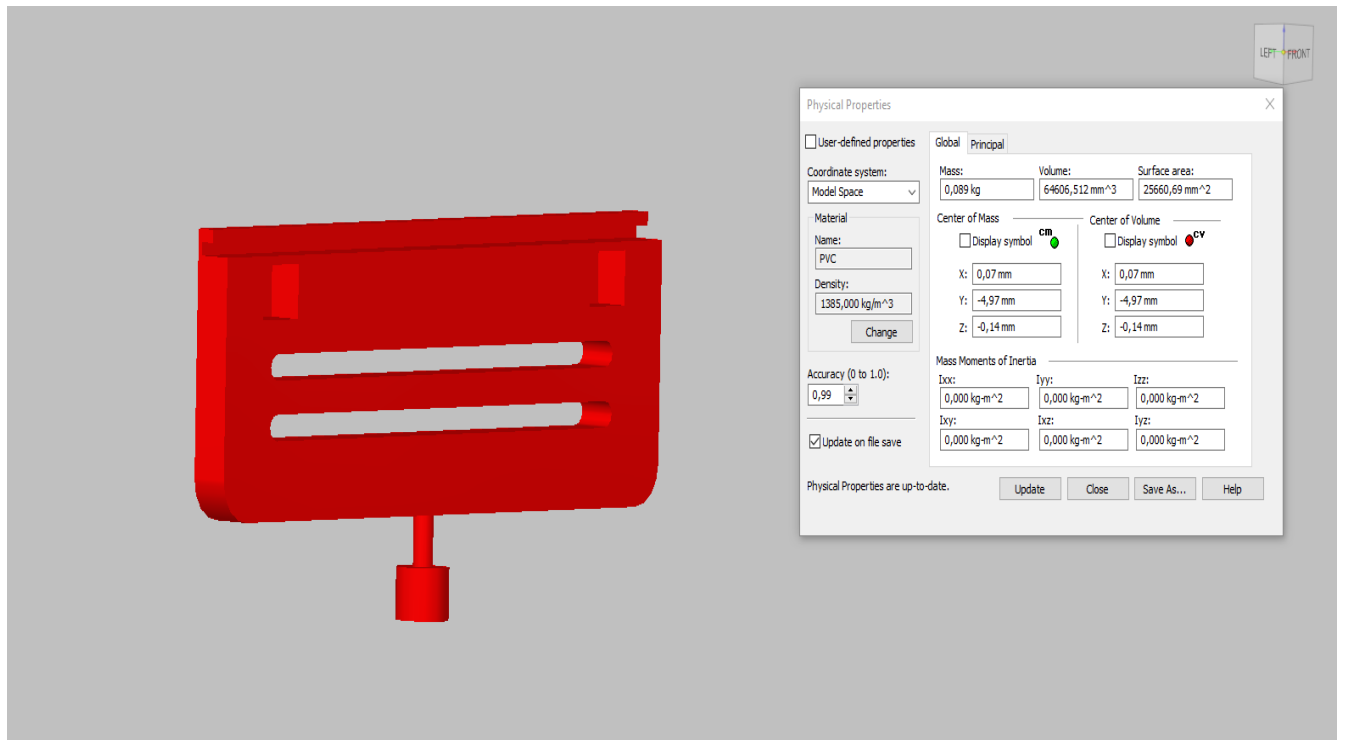 LEFT FRONT
Physical Properties
User-defined properties
Global Principal
Coordinate system:
Model Space
Mass: Volume: Surface area:
0,089 kg 64606,512 mm^3 25660,69 mm^2
Material
Name:
PVC
Density:
1385,000 kg/m^3
Change
Center of Mass Center of Volume
Display symbol cm Display symbol cv
X: 0,07 mm X: 0,07 mm
Y: -4,97 mm Y: -4,97 mm
Z: -0,14 mm Z: -0,14 mm
Mass Moments of Inertia
Ixx: Iyy: Izz:
0,000 kg-m^2 0,000 kg-m^2 0,000 kg-m^2
Ixy: Ixz: Iyz:
0,000 kg-m^2 0,000 kg-m^2 0,000 kg-m^2
Accuracy (0 to 1.0):
0,99
Update on file save
Physical Properties are up-to-date.
Update Close Save As... Help